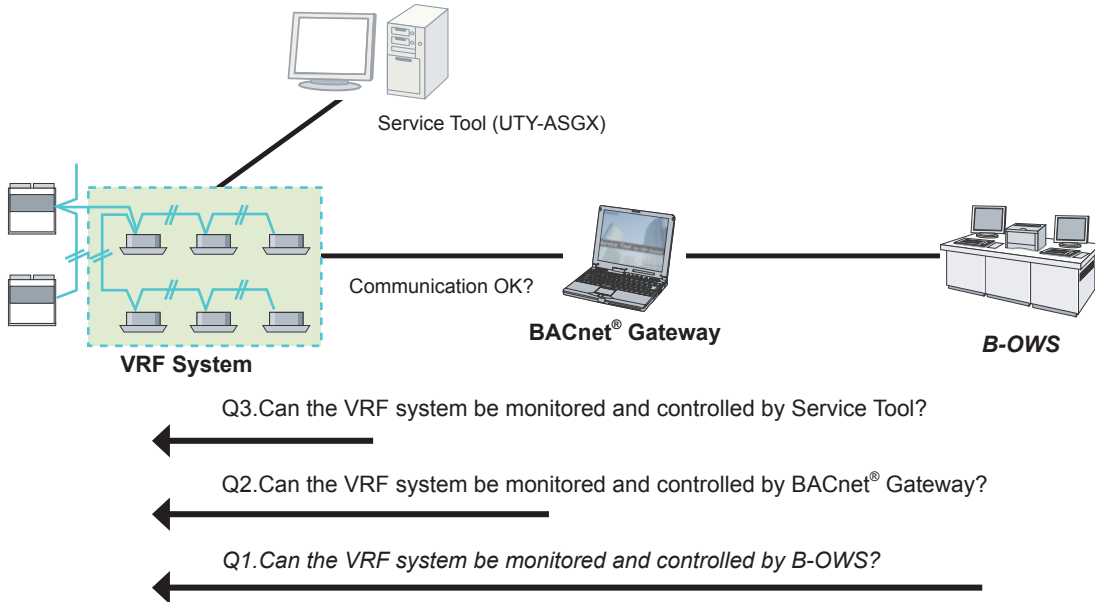 Service Tool (UTY-ASGX)
Communication OK?
BACnet® Gateway
B-OWS
VRF System
Q3.Can the VRF system be monitored and controlled by Service Tool?
Q2.Can the VRF system be monitored and controlled by BACnet® Gateway?
Q1.Can the VRF system be monitored and controlled by B-OWS?